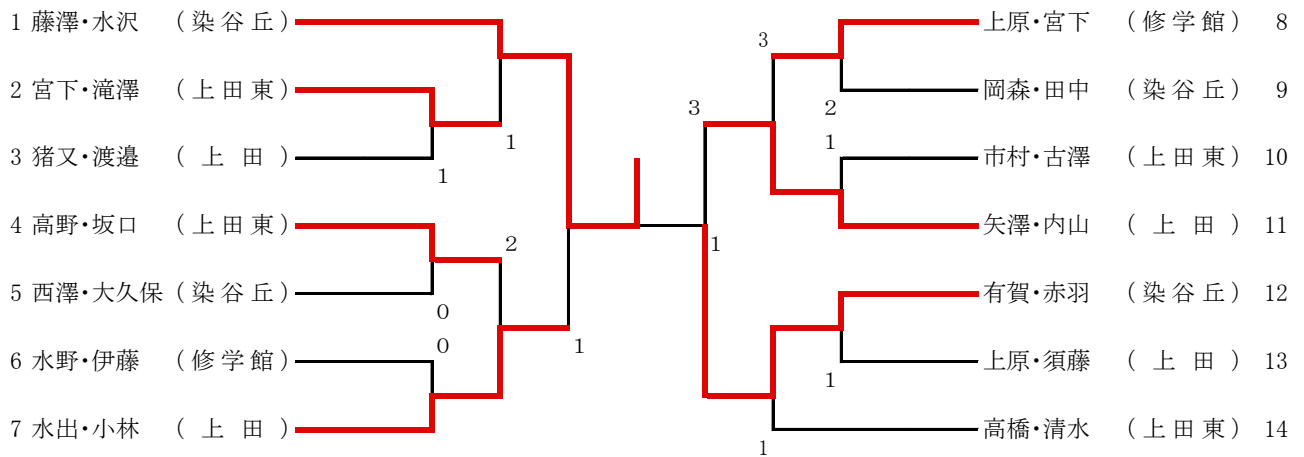 1 藤澤・水沢 （染谷丘）
2 宮下・滝澤 （上田東）
3 猪又・渡邉 （上田）
4 高野・坂口 （上田東）
5 西澤・大久保（染谷丘）
6 水野・伊藤 （修学館）
7 水出・小林 （上田）
1
1
2
0
0
1
3
3
2
1
1
1
1
上原・宮下 （修学館） 8
岡森・田中 （染谷丘） 9
市村・古澤 （上田東） 10
矢澤・内山 （上田） 11
有賀・赤羽 （染谷丘） 12
上原・須藤 （上田） 13
高橋・清水 （上田東） 14